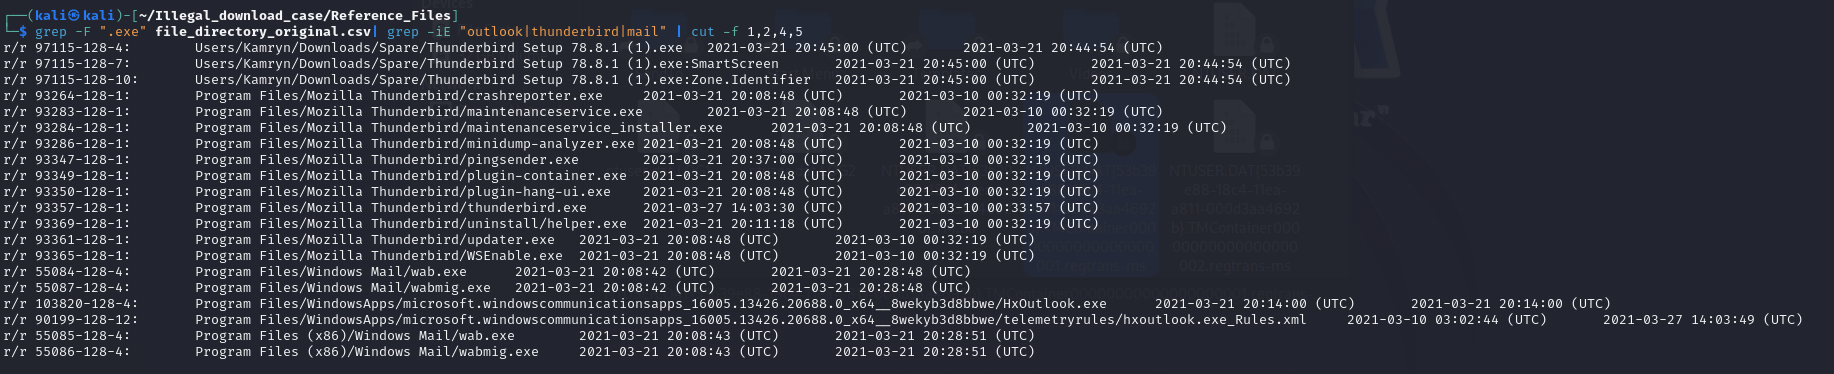 ┌──(kali㉿kali)-[~/Illegal_download_case/Reference_Files]
└─$ grep -F ".exe" file_directory_original.csv| grep -iE "outlook|thunderbird|mail" | cut -f 1,2,4,5
r/r 97115-128-4:	Users/Kamryn/Downloads/Spare/Thunderbird Setup 78.8.1 (1).exe	2021-03-21 20:45:00 (UTC)	2021-03-21 20:44:54 (UTC)
r/r 97115-128-7:	Users/Kamryn/Downloads/Spare/Thunderbird Setup 78.8.1 (1).exe:SmartScreen	2021-03-21 20:45:00 (UTC)	2021-03-21 20:44:54 (UTC)
r/r 97115-128-10:	Users/Kamryn/Downloads/Spare/Thunderbird Setup 78.8.1 (1).exe:Zone.Identifier	2021-03-21 20:45:00 (UTC)	2021-03-21 20:44:54 (UTC)
r/r 93264-128-1:	Program Files/Mozilla Thunderbird/crashreporter.exe	2021-03-21 20:08:48 (UTC)	2021-03-10 00:32:19 (UTC)
r/r 93283-128-1:	Program Files/Mozilla Thunderbird/maintenanceservice.exe	2021-03-21 20:08:48 (UTC)	2021-03-10 00:32:19 (UTC)
r/r 93284-128-1:	Program Files/Mozilla Thunderbird/maintenanceservice_installer.exe	2021-03-21 20:08:48 (UTC)	2021-03-10 00:32:19 (UTC)
r/r 93286-128-1:	Program Files/Mozilla Thunderbird/minidump-analyzer.exe	2021-03-21 20:08:48 (UTC)	2021-03-10 00:32:19 (UTC)
r/r 93347-128-1:	Program Files/Mozilla Thunderbird/pingsender.exe	2021-03-21 20:37:00 (UTC)	2021-03-10 00:32:19 (UTC)
r/r 93349-128-1:	Program Files/Mozilla Thunderbird/plugin-container.exe	2021-03-21 20:08:48 (UTC)	2021-03-10 00:32:19 (UTC)
r/r 93350-128-1:	Program Files/Mozilla Thunderbird/plugin-hang-ui.exe	2021-03-21 20:08:48 (UTC)	2021-03-10 00:32:19 (UTC)
r/r 93357-128-1:	Program Files/Mozilla Thunderbird/thunderbird.exe	2021-03-27 14:03:30 (UTC)	2021-03-10 00:33:57 (UTC)
r/r 93369-128-1:	Program Files/Mozilla Thunderbird/uninstall/helper.exe	2021-03-21 20:11:18 (UTC)	2021-03-10 00:32:19 (UTC)
r/r 93361-128-1:	Program Files/Mozilla Thunderbird/updater.exe	2021-03-21 20:08:48 (UTC)	2021-03-10 00:32:19 (UTC)
r/r 93365-128-1:	Program Files/Mozilla Thunderbird/WSEnable.exe	2021-03-21 20:08:48 (UTC)	2021-03-10 00:32:19 (UTC)
r/r 55084-128-4:	Program Files/Windows Mail/wab.exe	2021-03-21 20:08:42 (UTC)	2021-03-21 20:28:48 (UTC)
r/r 55087-128-4:	Program Files/Windows Mail/wabmig.exe	2021-03-21 20:08:42 (UTC)	2021-03-21 20:28:48 (UTC)
r/r 103820-128-4:	Program Files/WindowsApps/microsoft.windowscommunicationsapps_16005.13426.20688.0_x64__8wekyb3d8bbwe/HxOutlook.exe	2021-03-21 20:14:00 (UTC)	2021-03-21 20:14:00 (UTC)
r/r 90199-128-12:	Program Files/WindowsApps/microsoft.windowscommunicationsapps_16005.13426.20688.0_x64__8wekyb3d8bbwe/telemetryrules/hxoutlook.exe_Rules.xml	2021-03-10 03:02:44 (UTC)	2021-03-27 14:03:49 (UTC)
r/r 55085-128-4:	Program Files (x86)/Windows Mail/wab.exe	2021-03-21 20:08:43 (UTC)	2021-03-21 20:28:51 (UTC)
r/r 55086-128-4:	Program Files (x86)/Windows Mail/wabmig.exe	2021-03-21 20:08:43 (UTC)	2021-03-21 20:28:51 (UTC)